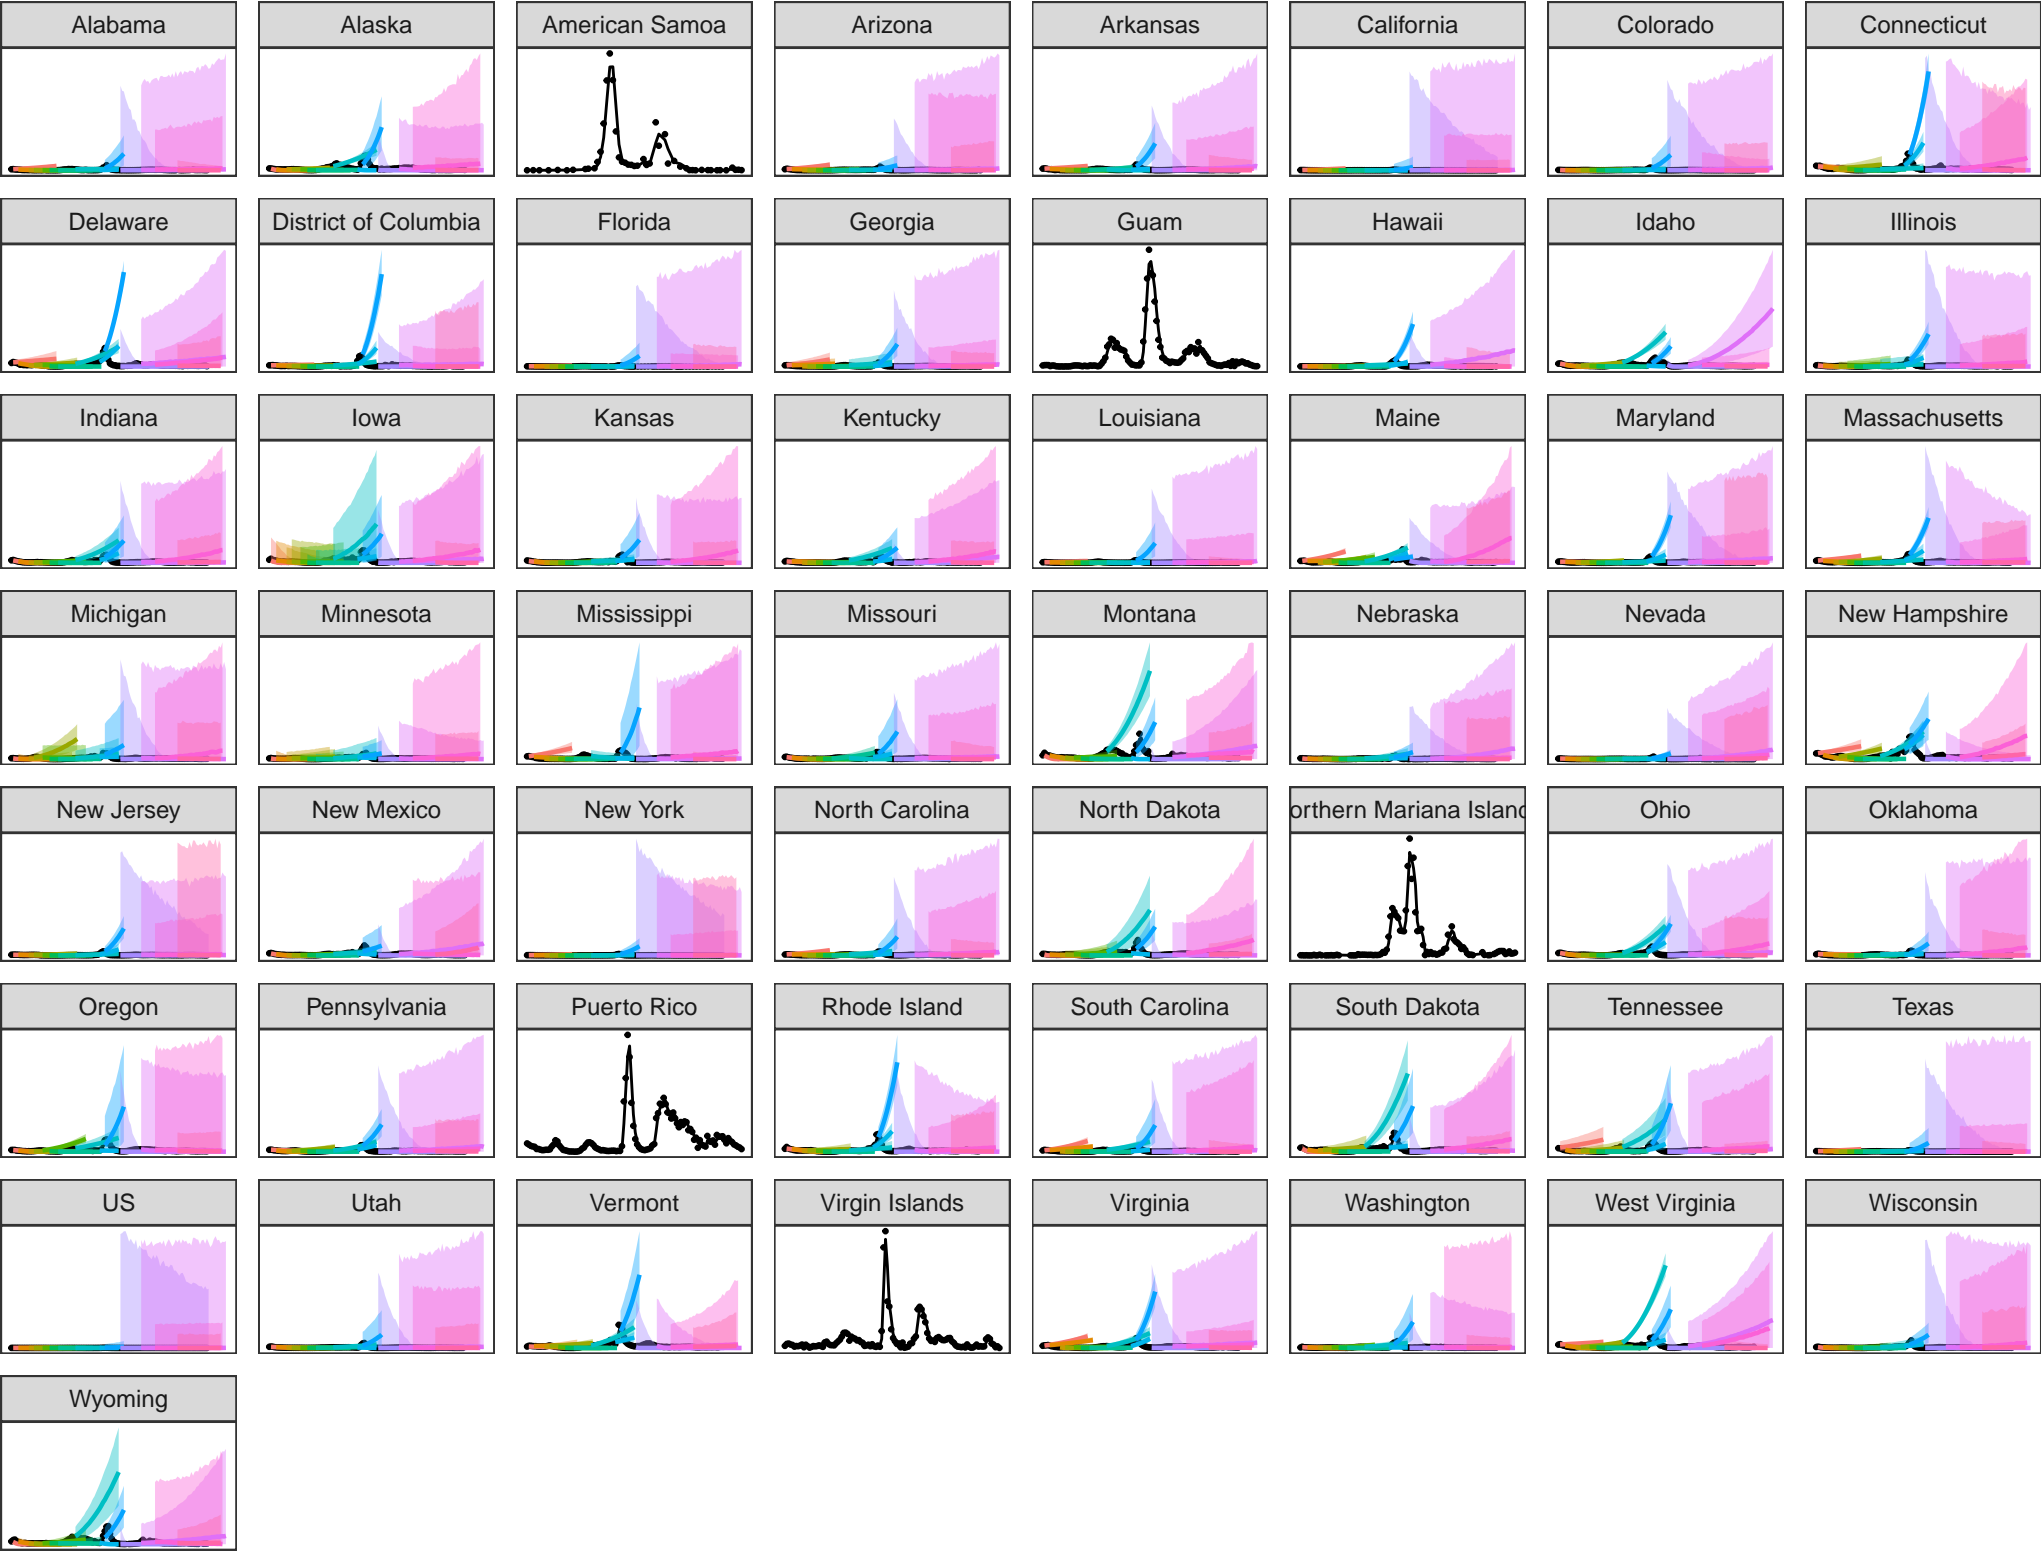 Alabama
Alaska
American Samoa
Arizona
Arkansas
California
Colorado
Connecticut
Delaware
District of Columbia
Florida
Georgia
Guam
Hawaii
Idaho
Illinois
Indiana
Iowa
Kansas
Kentucky
Louisiana
Maine
Maryland
Massachusetts
Michigan
Minnesota
Mississippi
Missouri
Montana
Nebraska
Nevada
New Hampshire
New Jersey
New Mexico
New York
North Carolina
North Dakota
orthern Mariana Island
Ohio
Oklahoma
Oregon
Pennsylvania
Puerto Rico
Rhode Island
South Carolina
South Dakota
Tennessee
Texas
US
Utah
Vermont
Virgin Islands
Virginia
Washington
West Virginia
Wisconsin
Wyoming